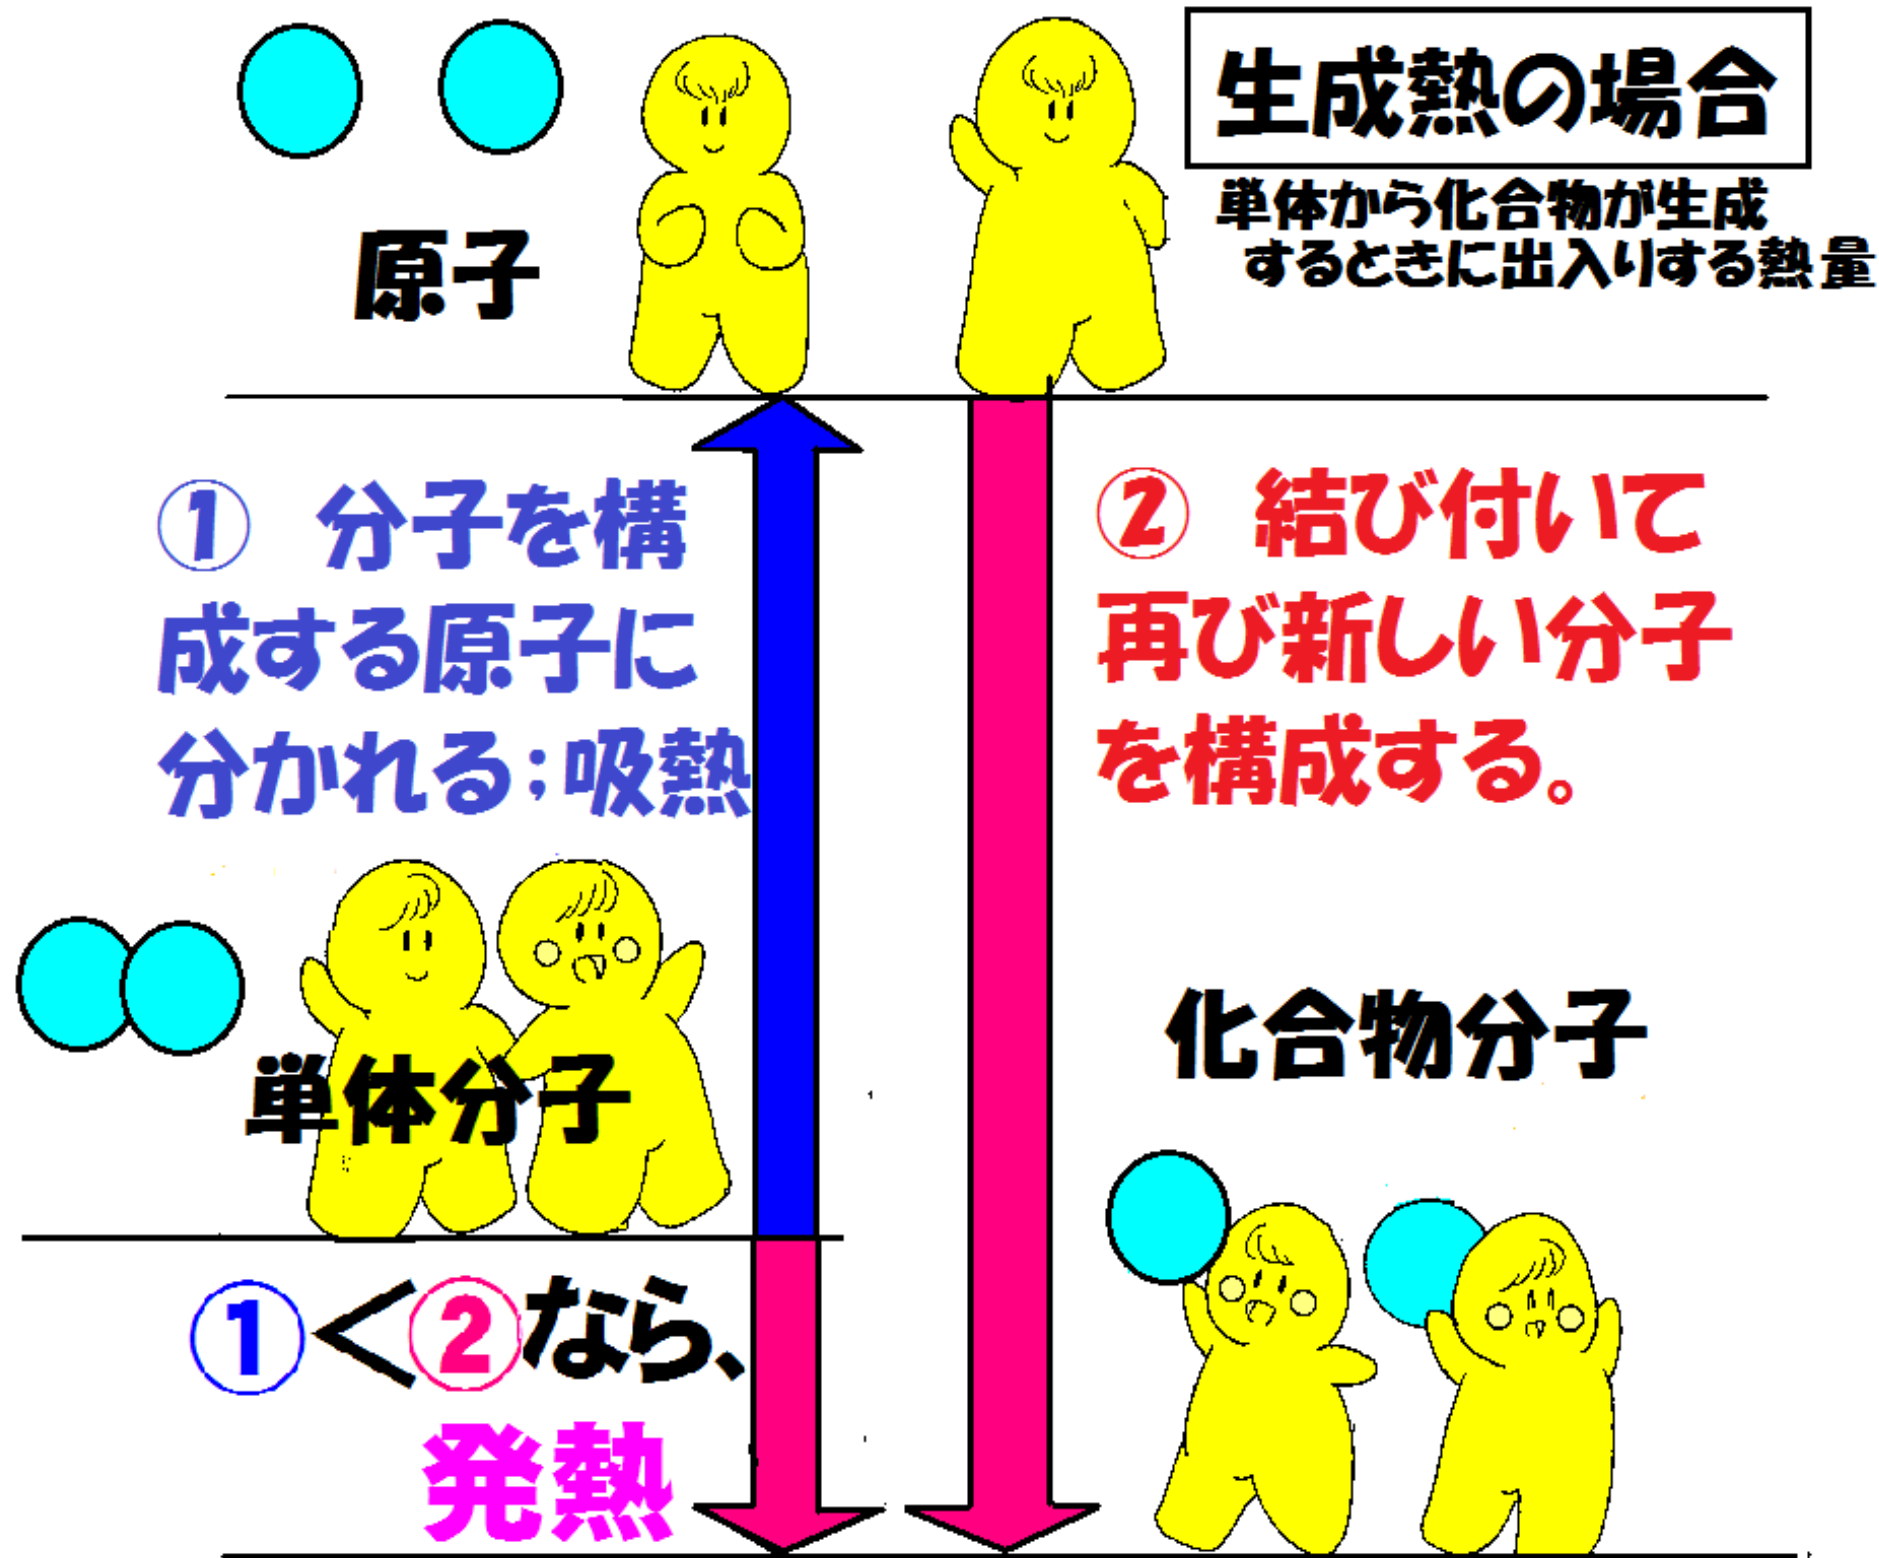 生成熱の場合
単体から化合物が生成
するときに出入りする熱量
原子
① 分子を構
成する原子に
分かれる;吸熱
② 結び付いて
再び新しい分子
を構成する。
単体分子
化合物分子
①<②なら、
発熱